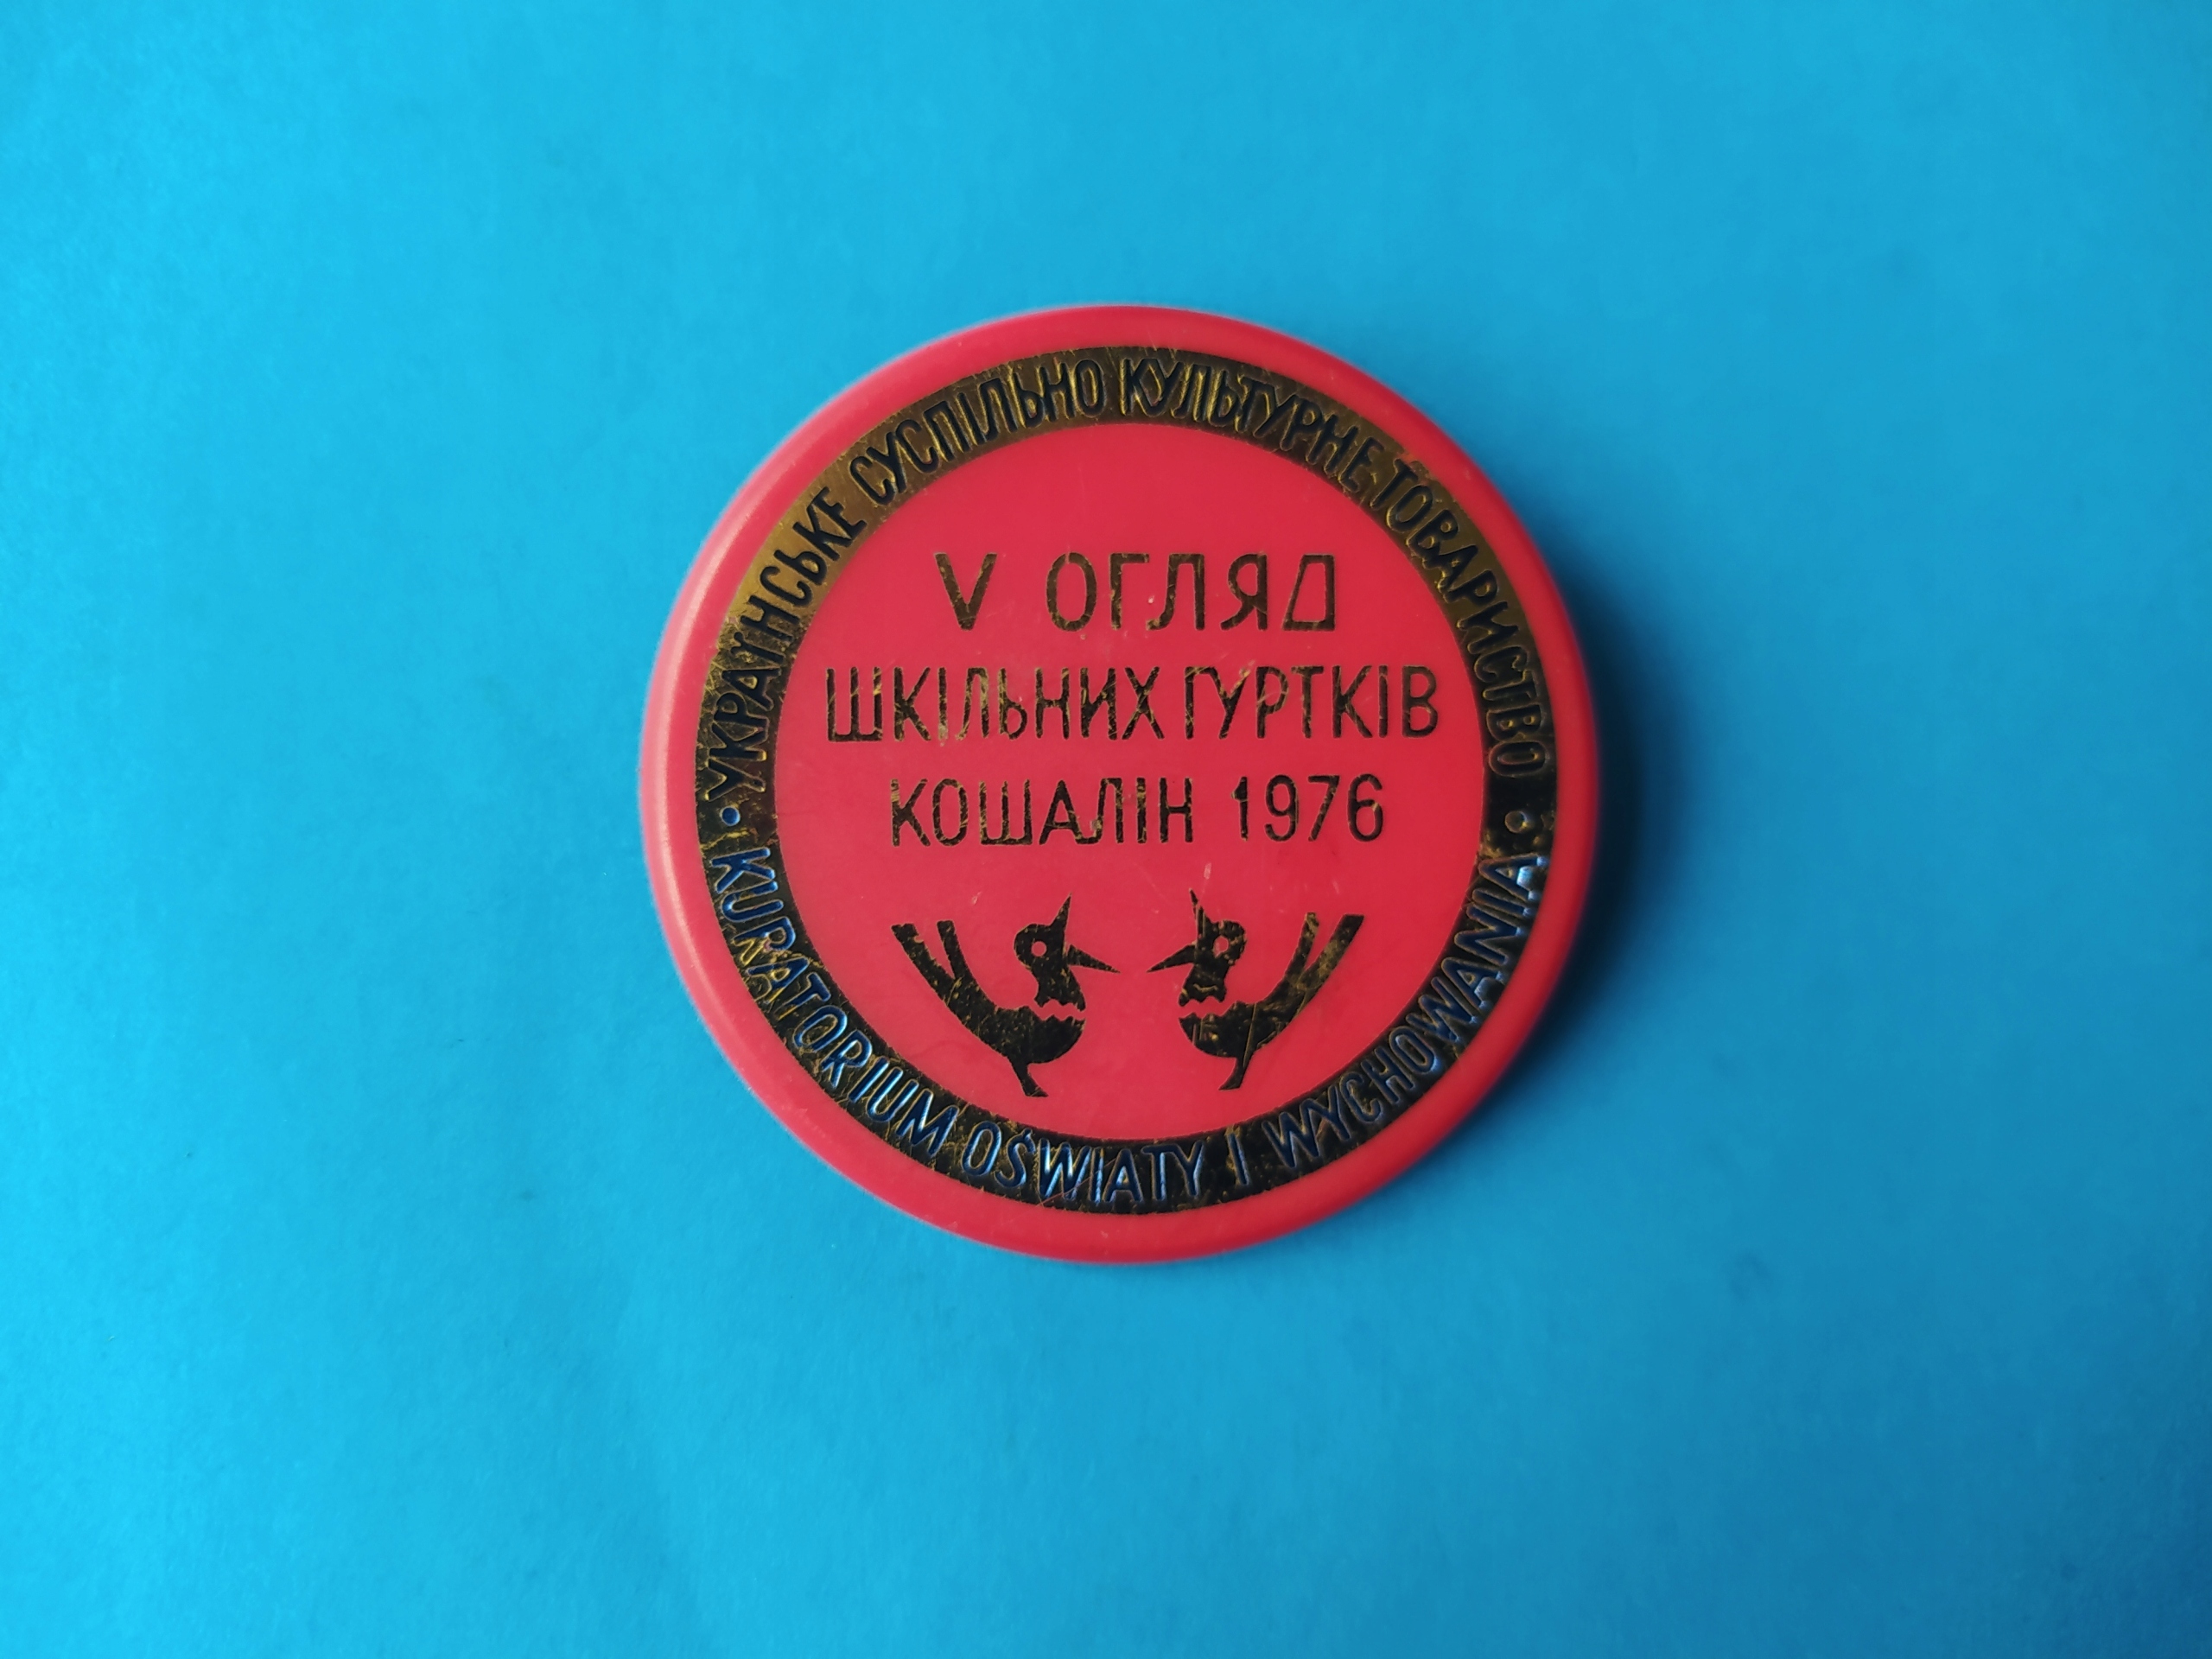 УКРАЇНСЬКЕ СУСПІЛЬНО КУЛЬТУРНЕ ТОВАРИСТВО
V ОГЛЯД
ШКІЛЬНИХ ГУРТКІВ
КОШАЛІН 1976
KURATORIUM OŚWIATY I WYCHOWANIA